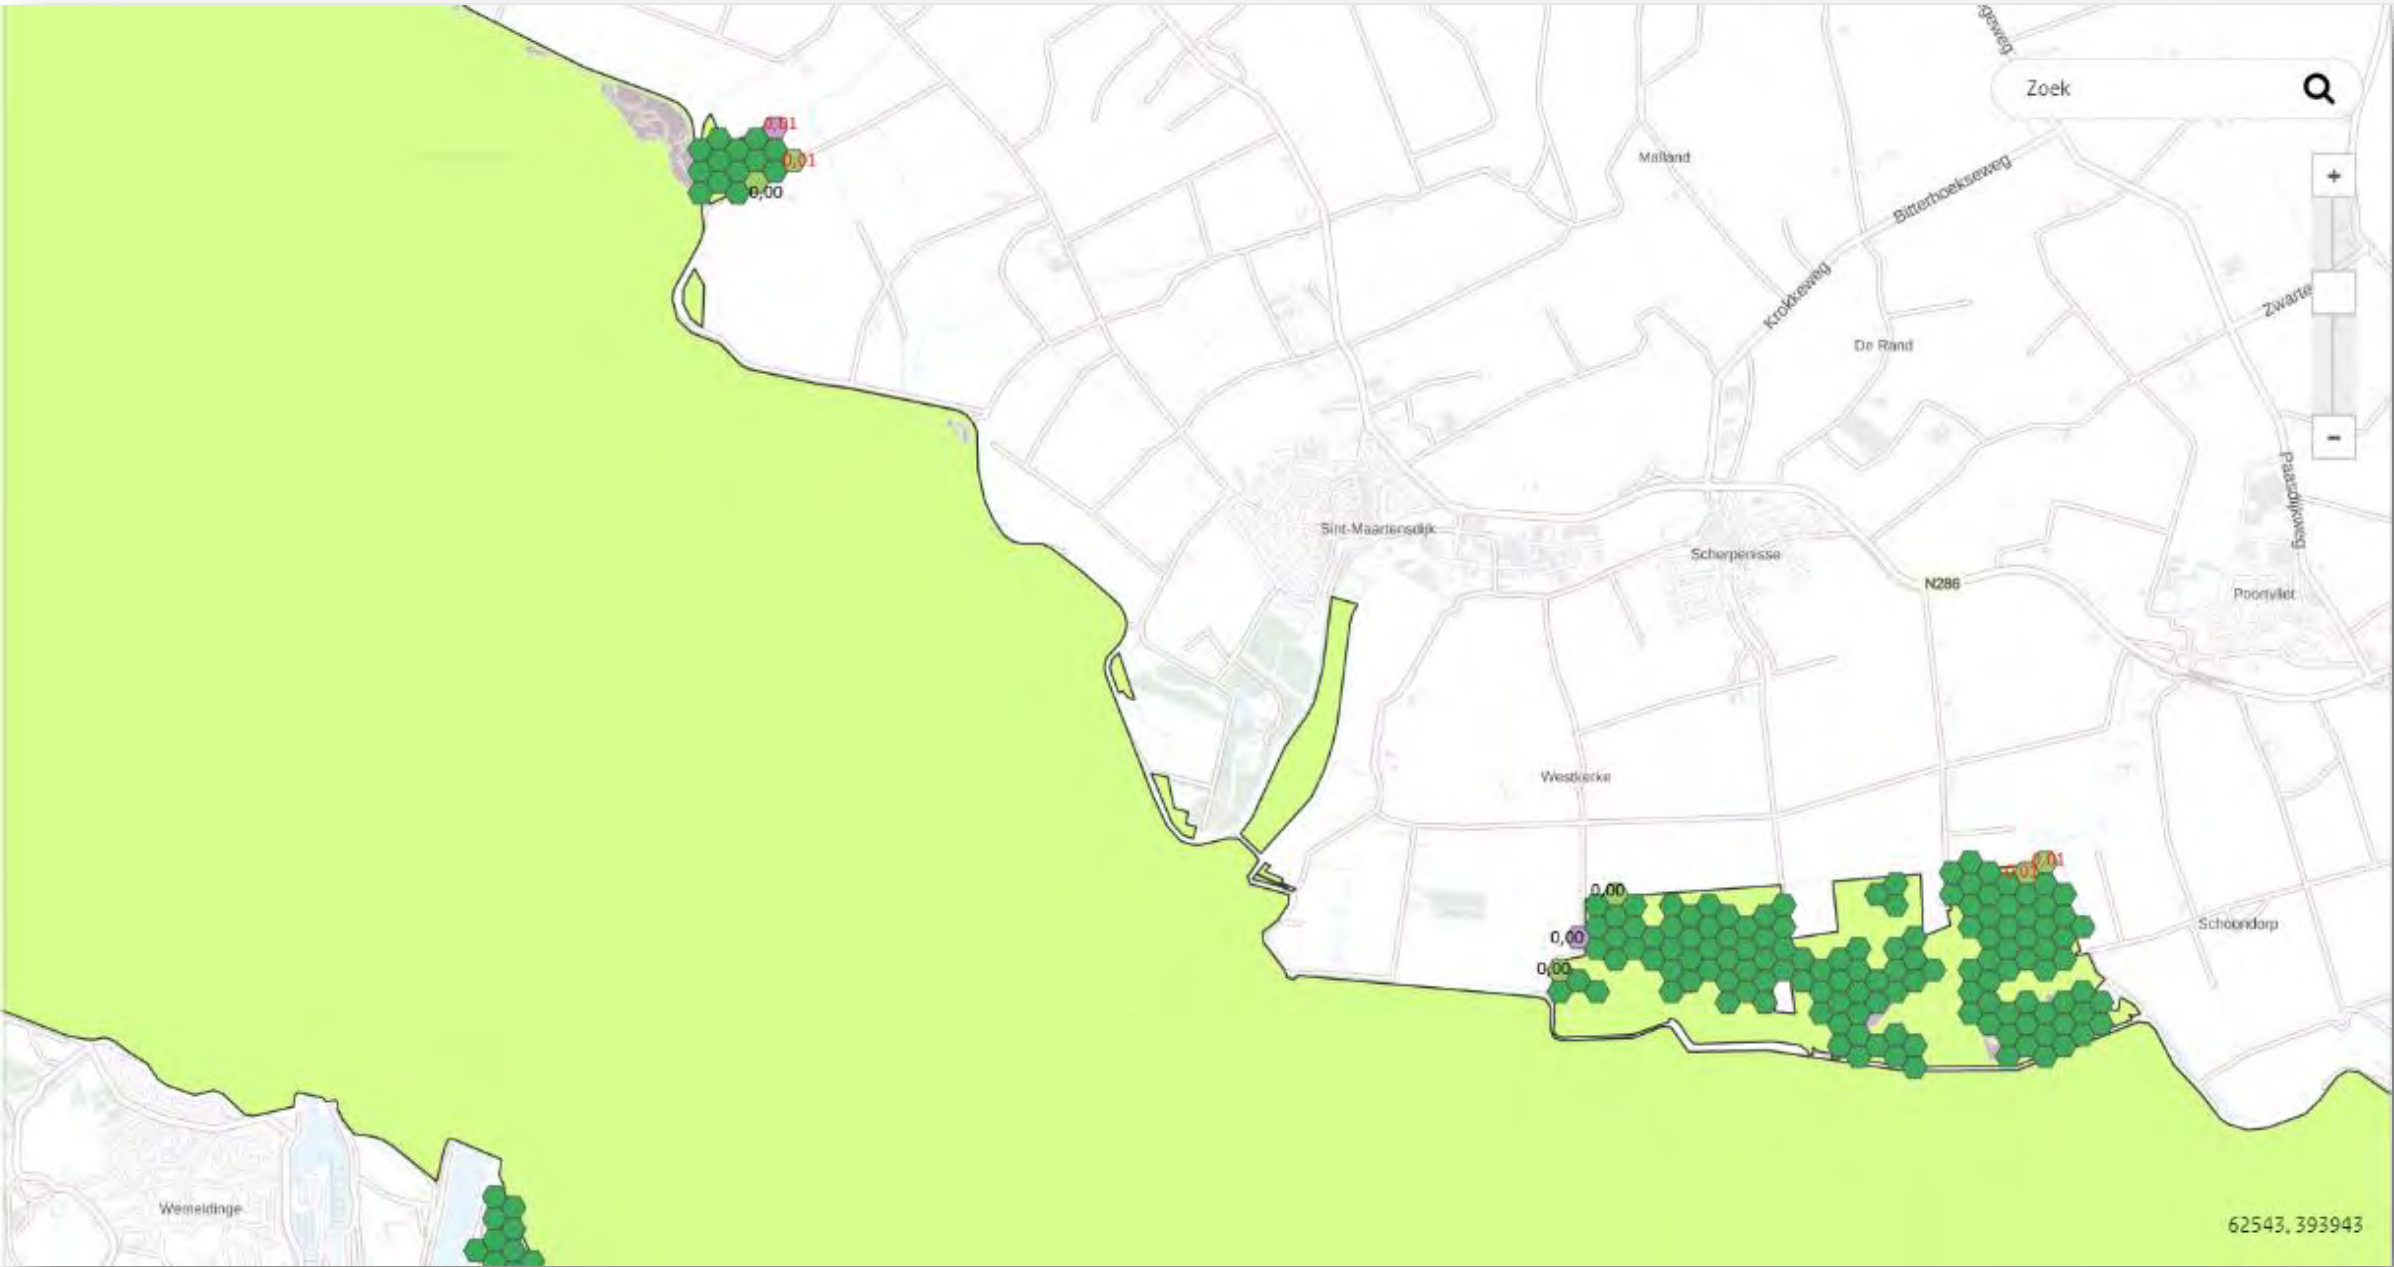 Zoek
0,01
0,01
0,00
Malland
Bitterhoekseweg
Krokkeweg
Zwarte
De Rand
+
-
Paasdijkweg
Sint-Maartensdijk
Scherpenisse
N286
Poortvliet
Westkerke
0,01
0,01
0,00
0,00
0,00
Schoondorp
Wemeldinge
62543, 393943